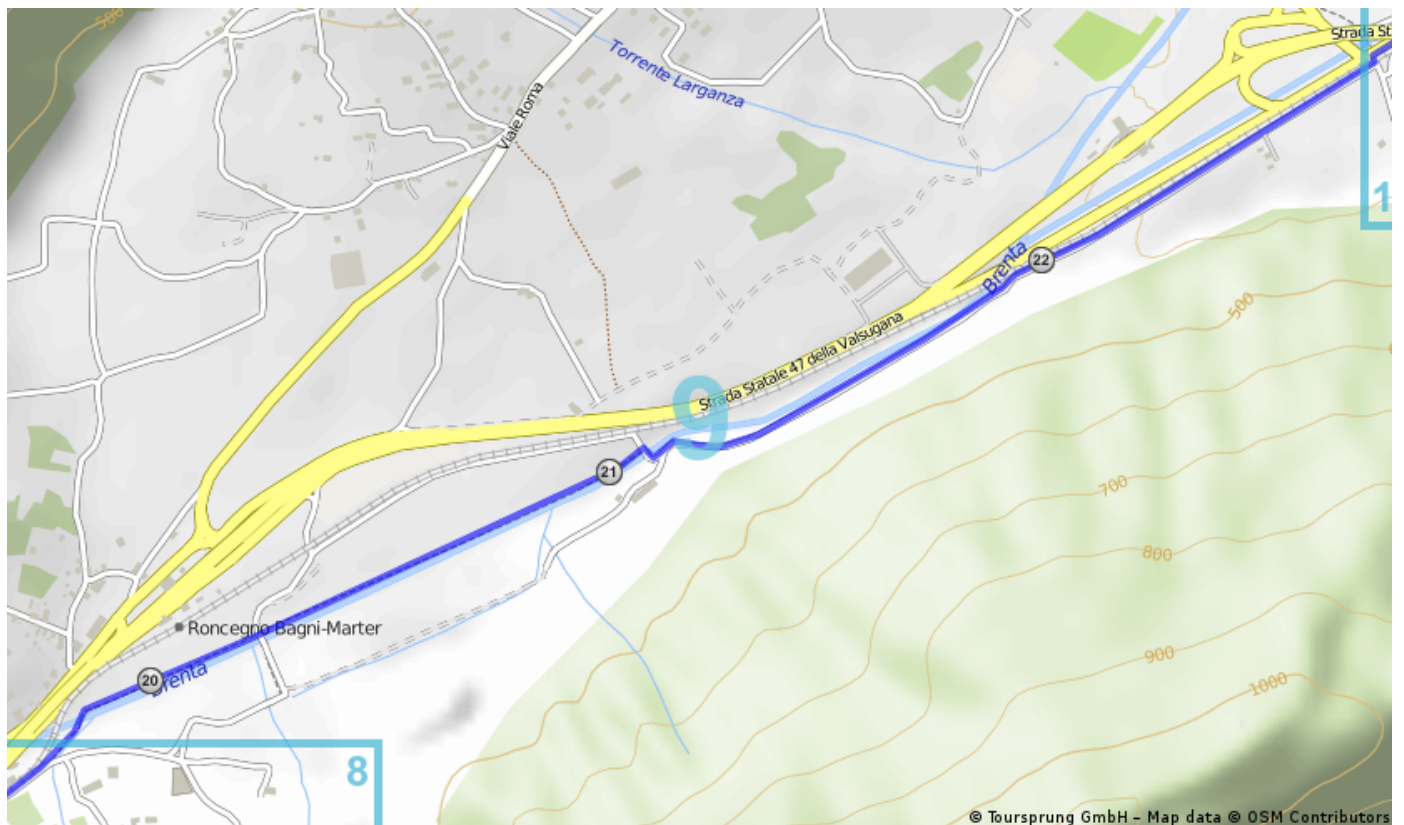 500
Torrente Larganza
Viale Roma
Strada St
1
Brenta
22
500
Strada Statale 47 della Valsugana
9
21
700
800
Roncegno Bagni-Marter
20
Brenta
900
1000
8
© Toursprung GmbH – Map data © OSM Contributors